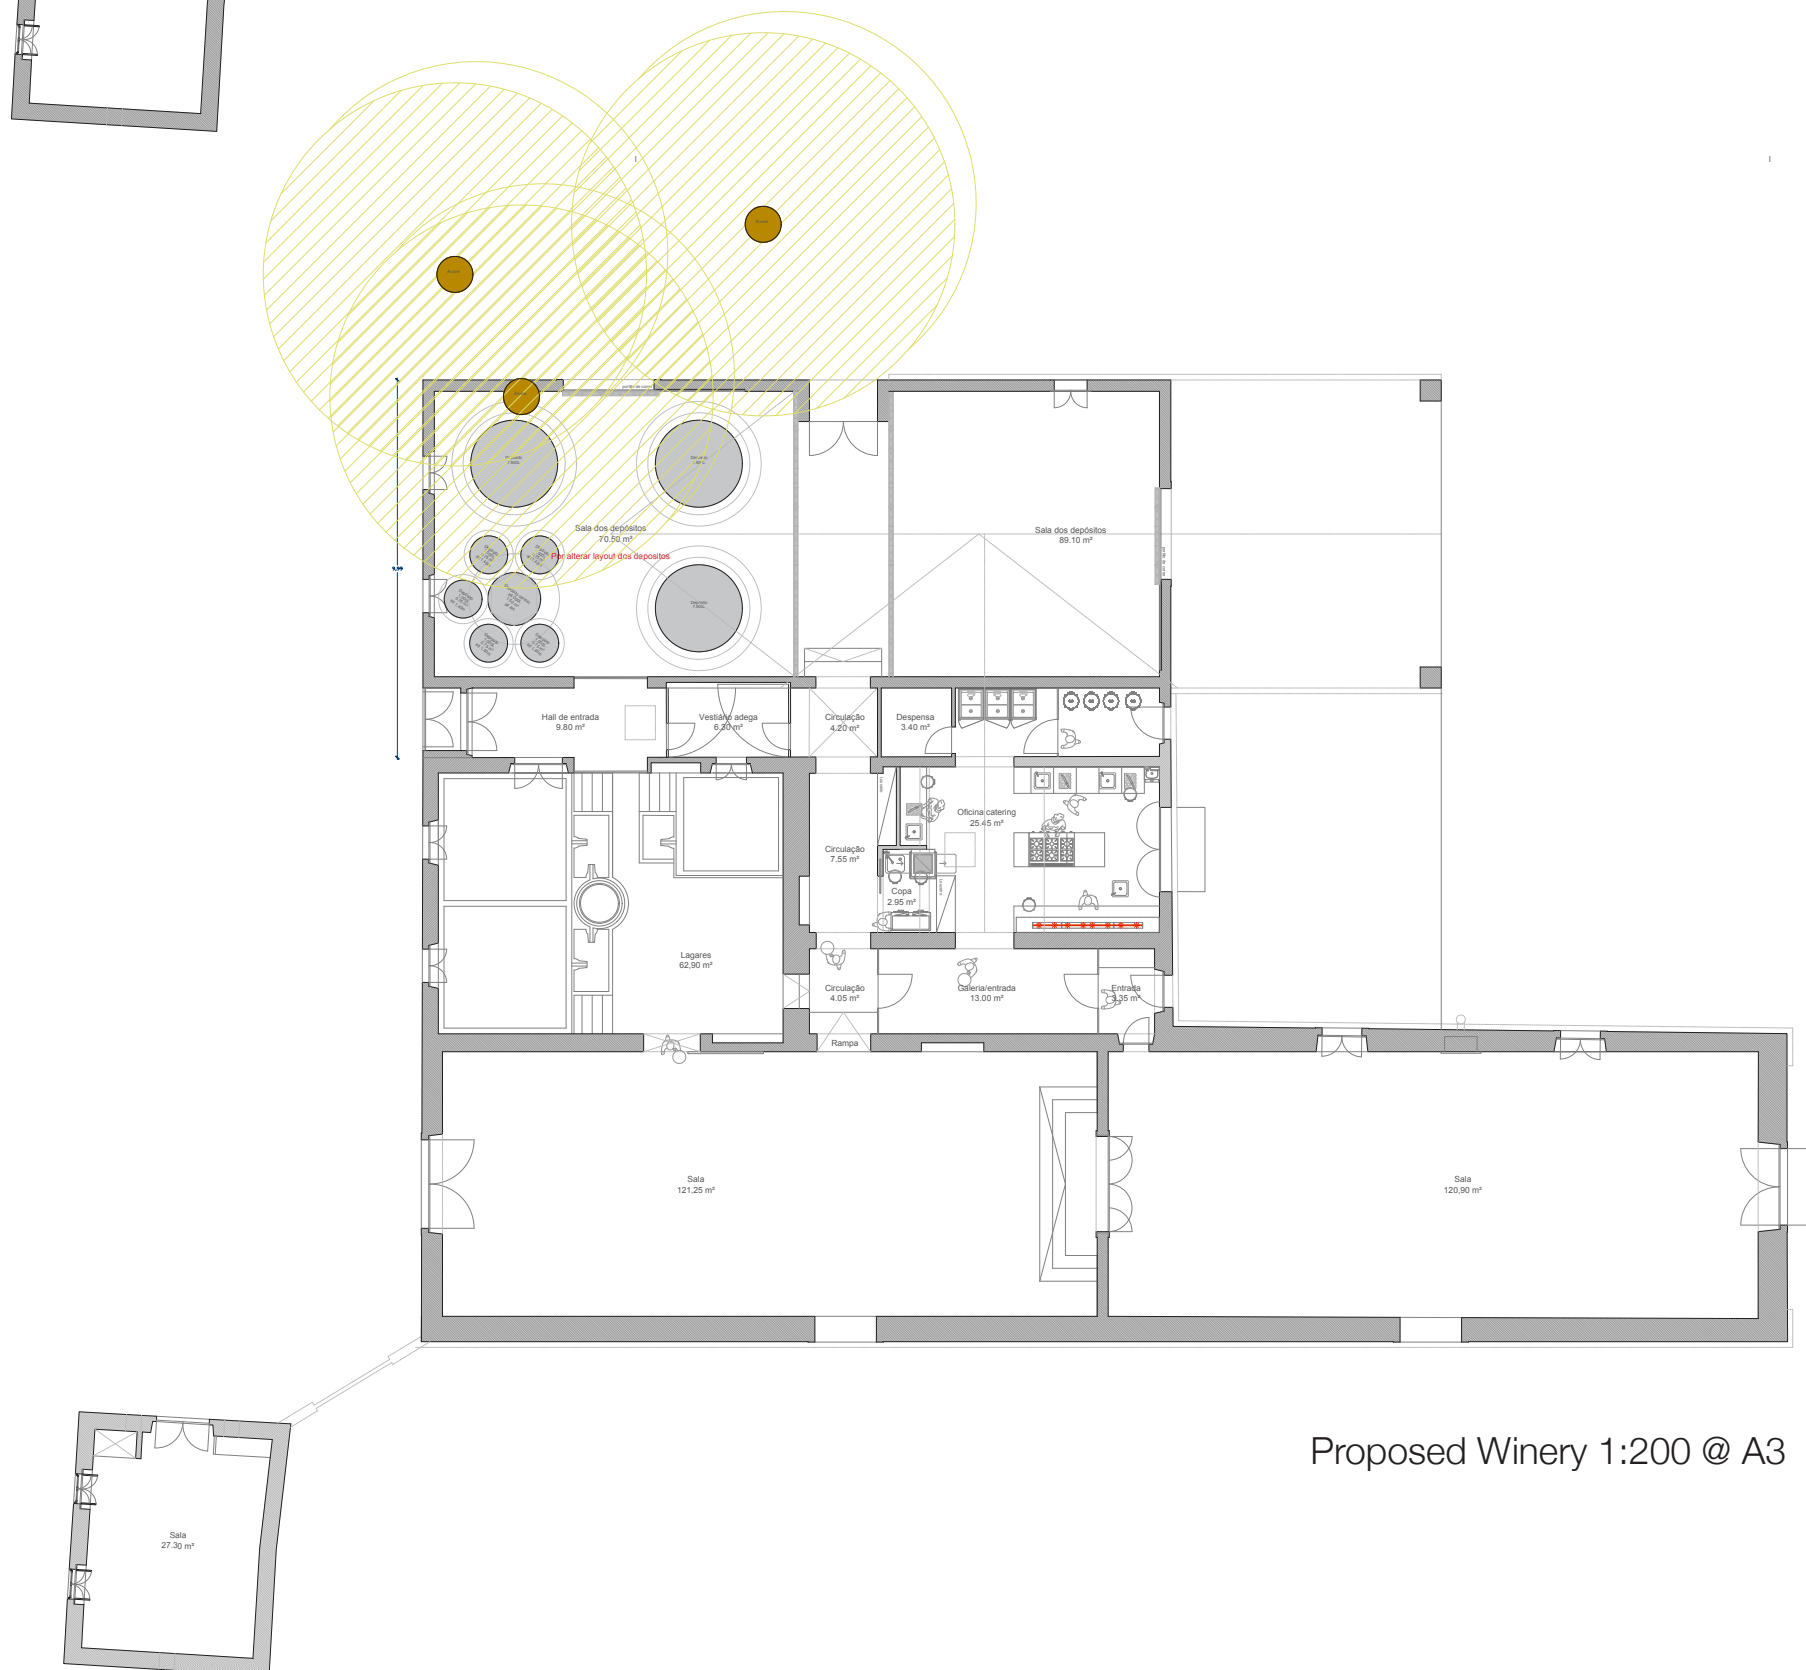 Sala dos depósitos
70.50 m²
Por alterar layout dos depositos
Sala dos depósitos
89.10 m²
Hall de entrada
9.80 m²
Vestiário adega
6.30 m²
Circulação
4.20 m²
Despensa
3.40 m²
Oficina catering
25.45 m²
Circulação
7.55 m²
Copa
2.95 m²
Lagares
62,90 m²
Circulação
4.05 m²
Galeria/entrada
13.00 m²
Entrada
3.35 m²
Rampa
Sala
121,25 m²
Sala
120,90 m²
Proposed Winery 1:200 @ A3
Sala
27.30 m²